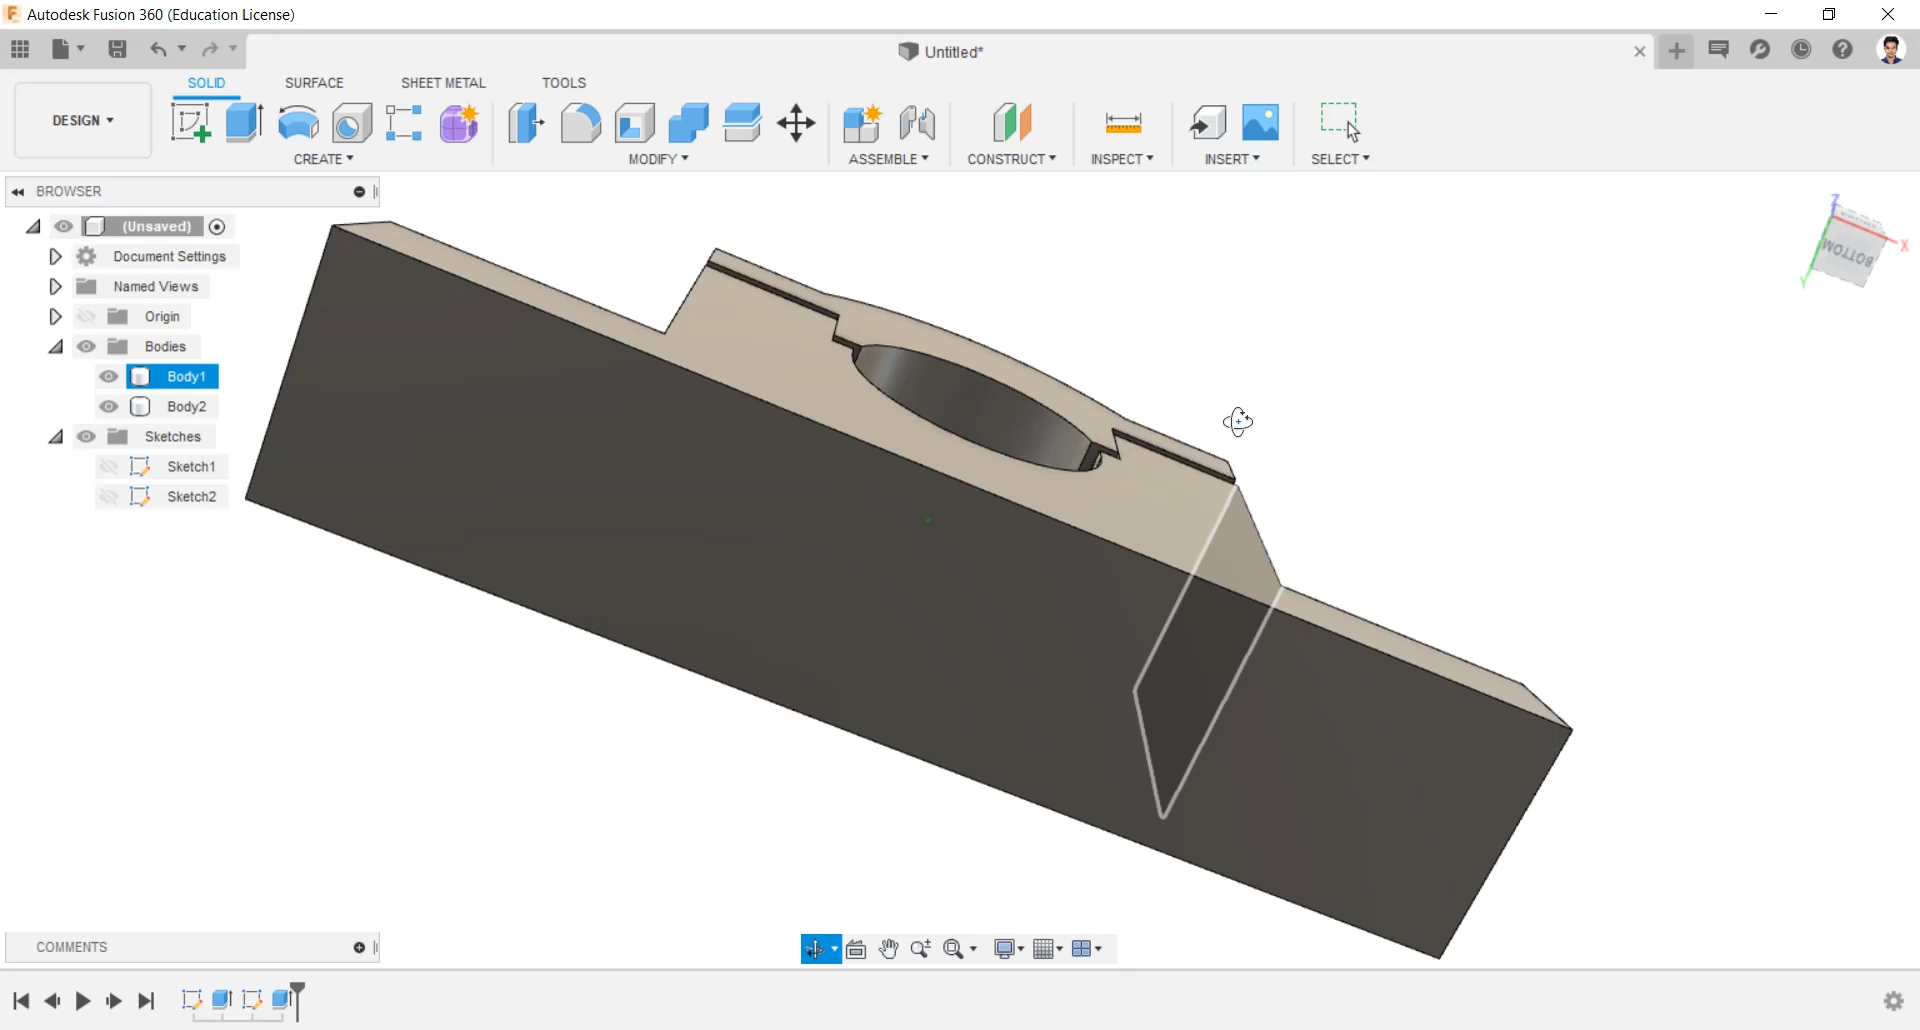 Autodesk Fusion 360 (Education License)
Untitled*
SOLID SURFACE SHEET METAL TOOLS
DESIGN
CREATE MODIFY ASSEMBLE CONSTRUCT INSPECT INSERT SELECT
BROWSER
(Unsaved)
Document Settings
Named Views
Origin
Bodies
Body1
Body2
Sketches
Sketch1
Sketch2
Z
X
BOTTOM
Y
COMMENTS